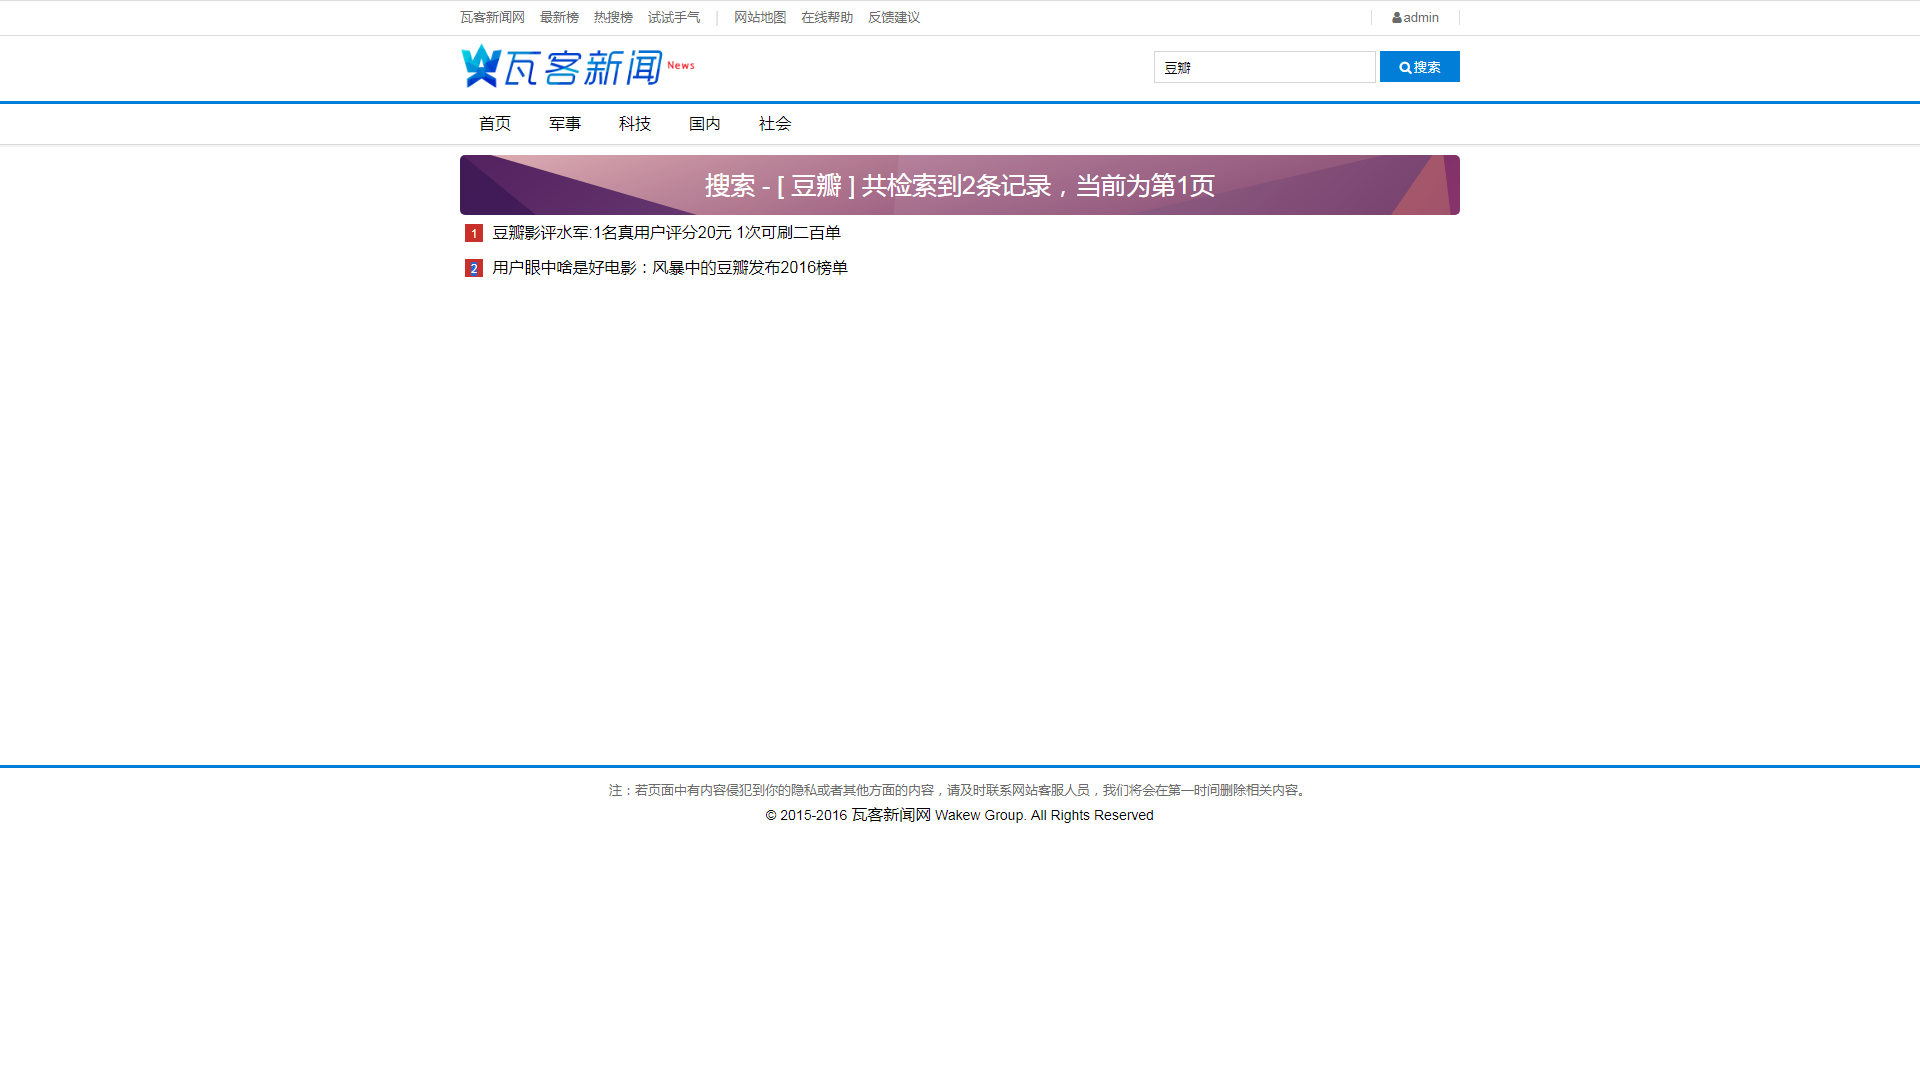 瓦客新闻网 最新榜 热搜榜 试试手气 | 网站地图 在线帮助 反馈建议 admin
瓦客新闻 News 豆瓣 搜索
首页 军事 科技 国内 社会
搜索 - [ 豆瓣 ] 共检索到2条记录，当前为第1页
1 豆瓣影评水军:1名真用户评分20元 1次可刷二百单
2 用户眼中啥是好电影：风暴中的豆瓣发布2016榜单
注：若页面中有内容侵犯到你的隐私或者其他方面的内容，请及时联系网站客服人员，我们将会在第一时间删除相关内容。
© 2015-2016 瓦客新闻网 Wakew Group. All Rights Reserved